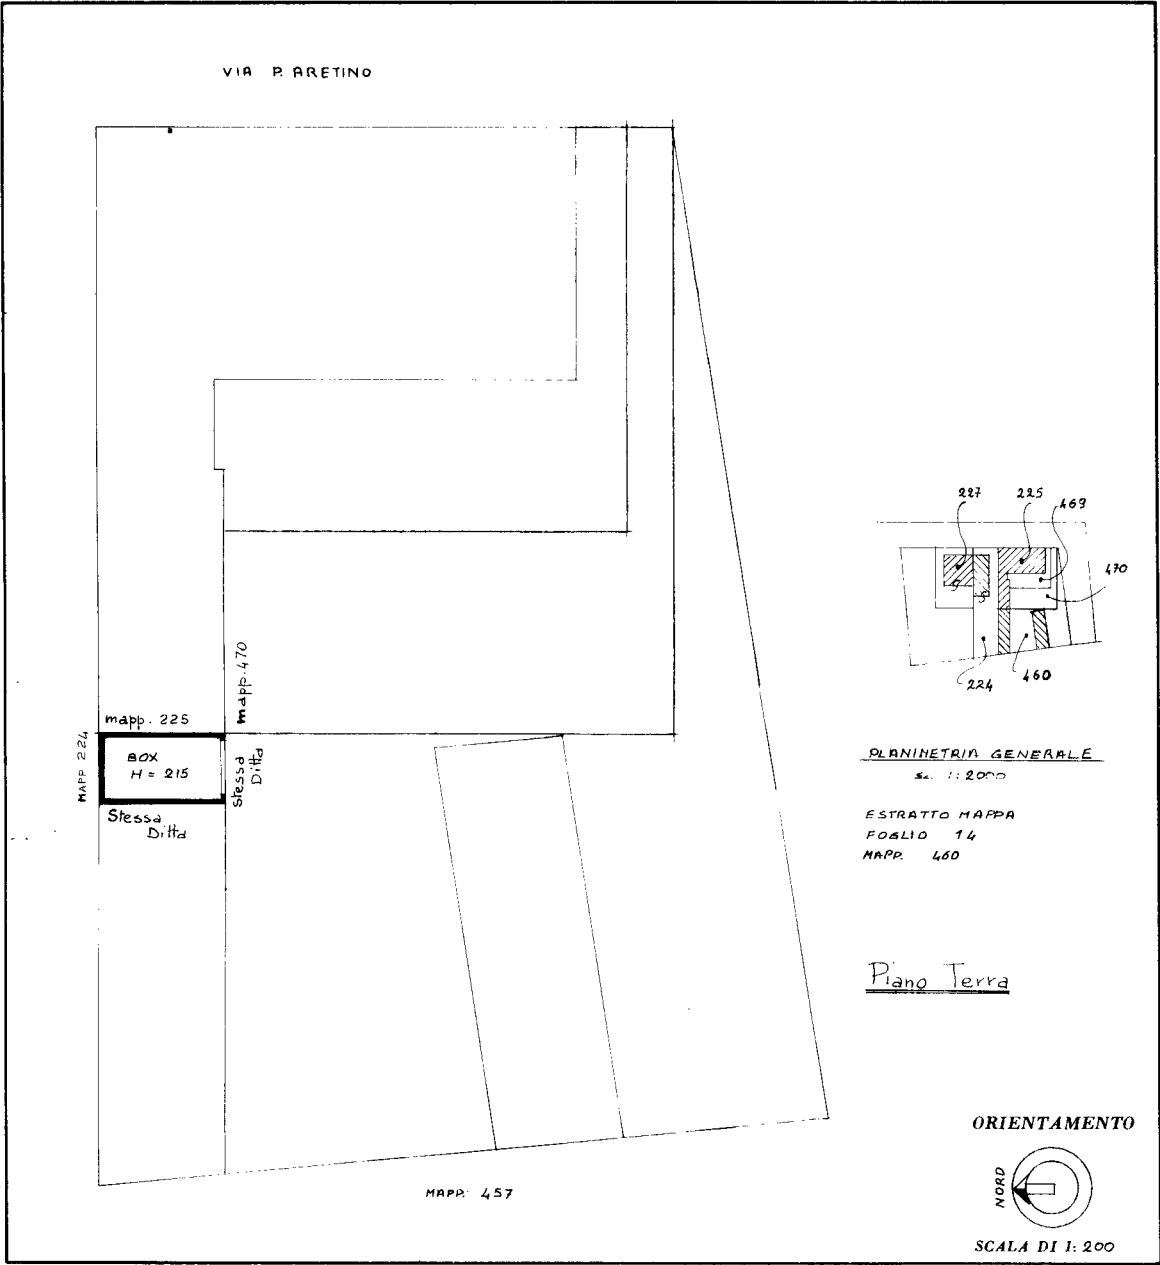 VIA P. ARETINO
227
225
469
470
224
460
mapp. 470
mapp. 225
MAPP 224
BOX
H = 215
Stessa
Ditta
Stessa
Ditta
PLANIMETRIA GENERALE
Sc. 1:2000
ESTRATTO MAPPA
FOGLIO 14
MAPP. 460
Piano Terra
ORIENTAMENTO
NORD
SCALA DI 1:200
MAPP. 457